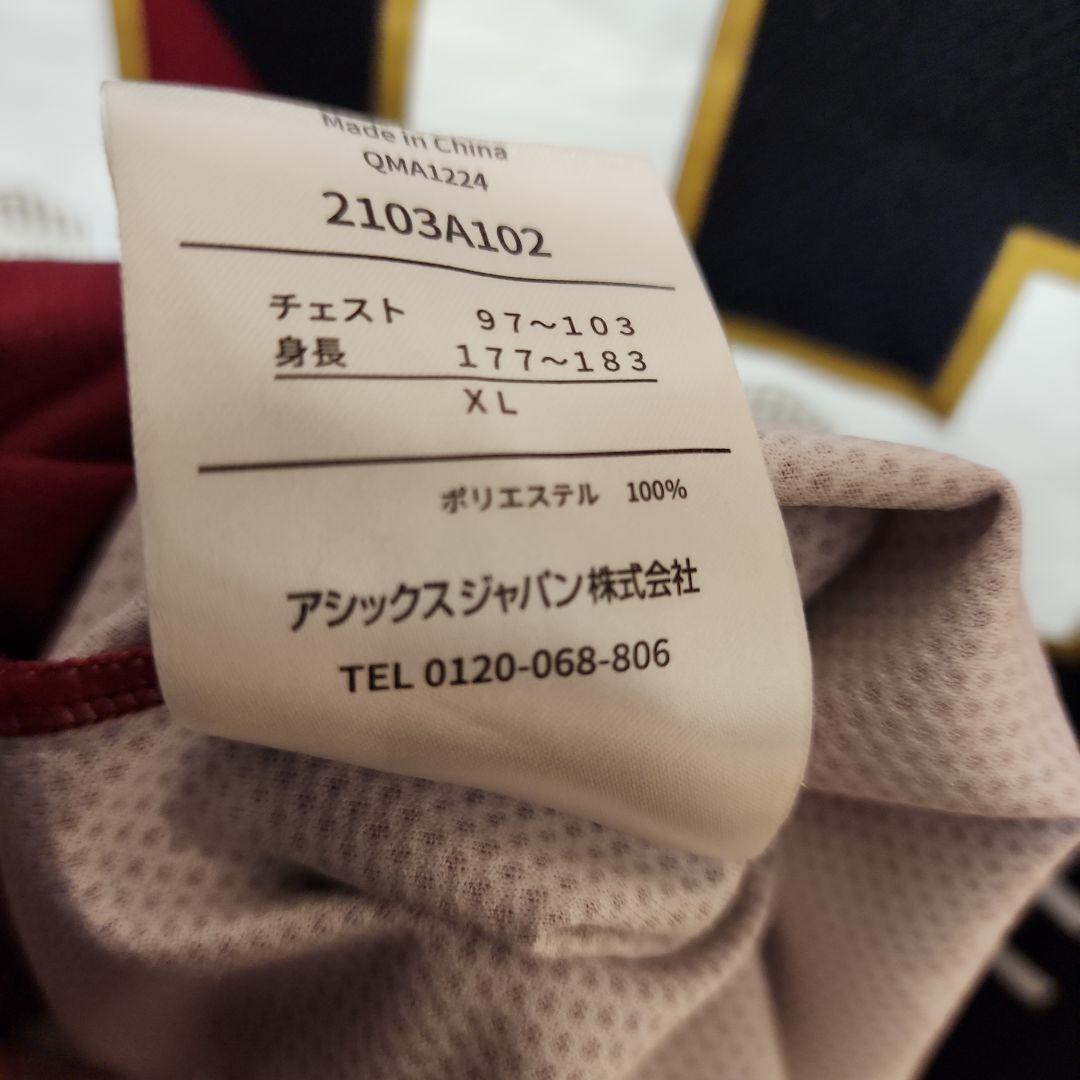 Made in China
QMA1224
2103A102
チェスト 97～103
身長 177～183
XL
ポリエステル 100%
アシックスジャパン株式会社
TEL 0120-068-806